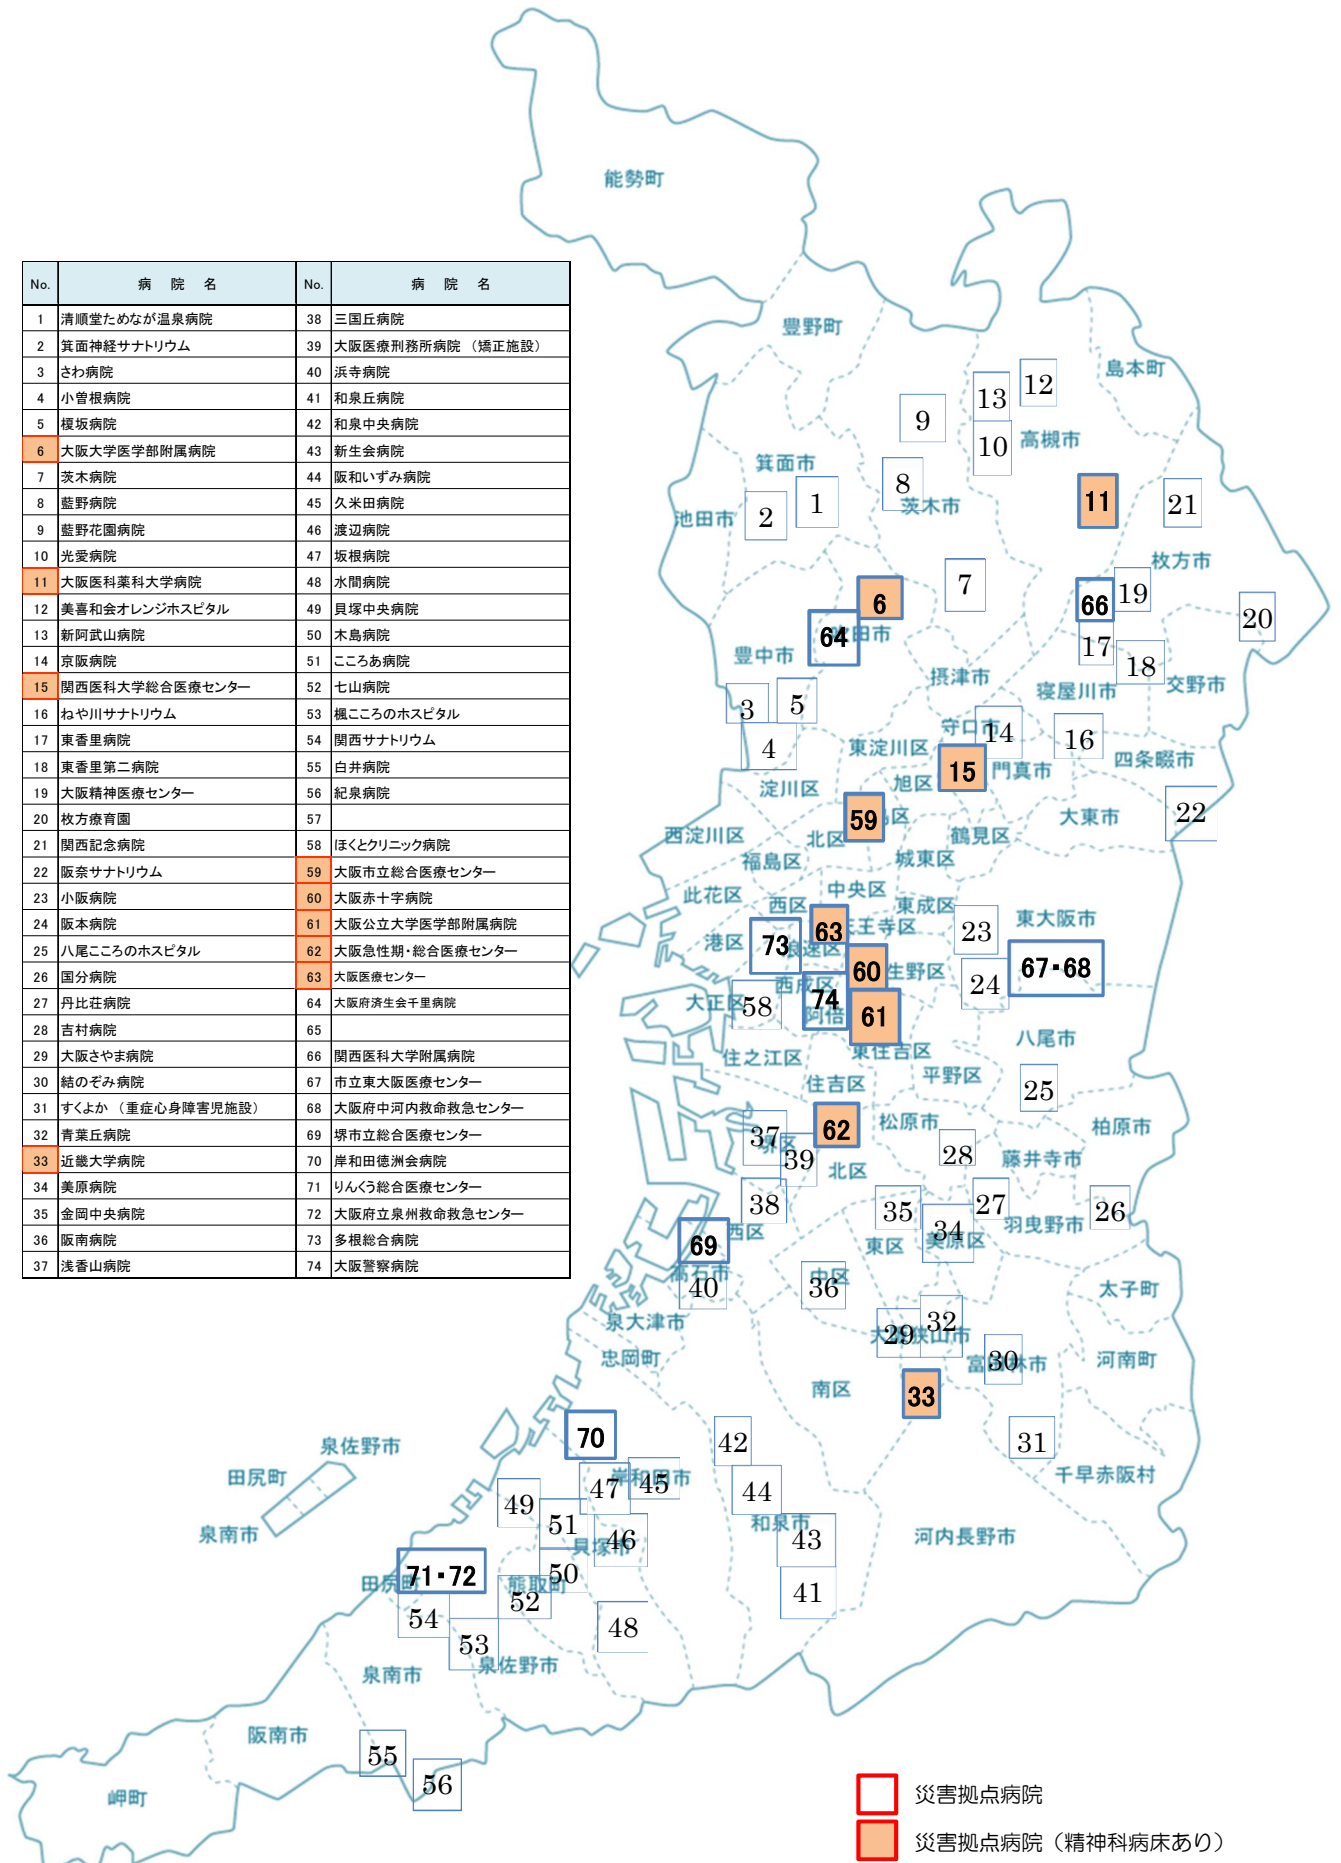 No. 病院名 No. 病院名
1 清順堂ためなが温泉病院 38 三国丘病院
2 箕面神経サナトリウム 39 大阪医療刑務所病院 （矯正施設）
3 さわ病院 40 浜寺病院
4 小曽根病院 41 和泉丘病院
5 榎坂病院 42 和泉中央病院
6 大阪大学医学部附属病院 43 新生会病院
7 茨木病院 44 阪和いずみ病院
8 藍野病院 45 久米田病院
9 藍野花園病院 46 渡辺病院
10 光愛病院 47 坂根病院
11 大阪医科薬科大学病院 48 水間病院
12 美喜和会オレンジホスピタル 49 貝塚中央病院
13 新阿武山病院 50 木島病院
14 京阪病院 51 こころあ病院
15 関西医科大学総合医療センター 52 七山病院
16 ねや川サナトリウム 53 楓こころのホスピタル
17 東香里病院 54 関西サナトリウム
18 東香里第二病院 55 白井病院
19 大阪精神医療センター 56 紀泉病院
20 枚方療育園 57
21 関西記念病院 58 ほくとクリニック病院
22 阪奈サナトリウム 59 大阪市立総合医療センター
23 小阪病院 60 大阪赤十字病院
24 阪本病院 61 大阪公立大学医学部附属病院
25 八尾こころのホスピタル 62 大阪急性期・総合医療センター
26 国分病院 63 大阪医療センター
27 丹比荘病院 64 大阪府済生会千里病院
28 吉村病院 65
29 大阪さやま病院 66 関西医科大学附属病院
30 結のぞみ病院 67 市立東大阪医療センター
31 すくよか （重症心身障害児施設） 68 大阪府中河内救命救急センター
32 青葉丘病院 69 堺市立総合医療センター
33 近畿大学病院 70 岸和田徳洲会病院
34 美原病院 71 りんくう総合医療センター
35 金岡中央病院 72 大阪府立泉州救命救急センター
36 阪南病院 73 多根総合病院
37 浅香山病院 74 大阪警察病院
能勢町
豊野町
島本町
12
13
9
高槻市
10
箕面市
8
茨木市
1
2
池田市
11
21
枚方市
7
6
66
19
20
64
田市
17
18
豊中市
摂津市
寝屋川市
交野市
3
5
守口市
14
16
4
東淀川区
四条畷市
15
門真市
旭区
淀川区
59
区
大東市
22
西淀川区
北区
鶴見区
福島区
城東区
此花区
中央区
西区
東成区
東大阪市
63
王寺区
23
港区
73
浪速区
67・68
60
生野区
西成区
24
大正区
58
74
阿倍
61
八尾市
住之江区
東住吉区
住吉区
平野区
25
62
松原市
柏原市
37
堺区
39
北区
28
藤井寺市
38
西区
35
34
27
26
羽曳野市
69
東区
美原区
高石市
40
中区
36
太子町
泉大津市
29
32
大 狭山市
忠岡町
30
富田林市
河南町
南区
33
70
42
31
泉佐野市
田尻町
泉南市
千早赤阪村
47
岸和田市
45
49
44
51
46
貝塚市
和泉市
43
河内長野市
71・72
田尻町
50
熊取町
52
41
54
53
48
泉佐野市
泉南市
阪南市
55
56
岬町
災害拠点病院
災害拠点病院（精神科病床あり）